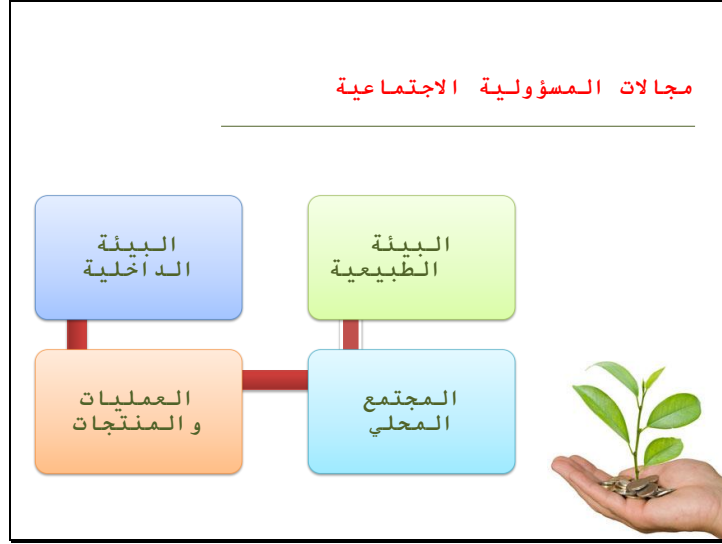 مجالات المسؤولية الاجتماعية
البيئة
الطبيعية
البيئة
الداخلية
المجتمع
المحلي
العمليات
والمنتجات